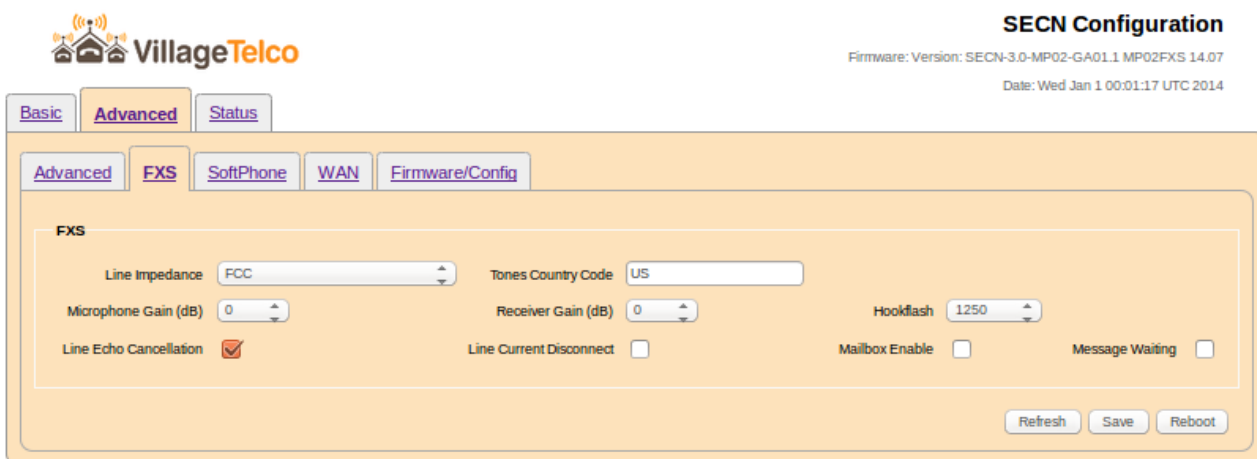 VillageTelco
SECN Configuration
Firmware: Version: SECN-3.0-MP02-GA01.1 MP02FXS 14.07
Date: Wed Jan 1 00:01:17 UTC 2014
Basic Advanced Status
Advanced FXS SoftPhone WAN Firmware/Config
FXS
Line Impedance FCC Tones Country Code US
Microphone Gain (dB) 0 Receiver Gain (dB) 0 Hookflash 1250
Line Echo Cancellation Line Current Disconnect Mailbox Enable Message Waiting
Refresh Save Reboot